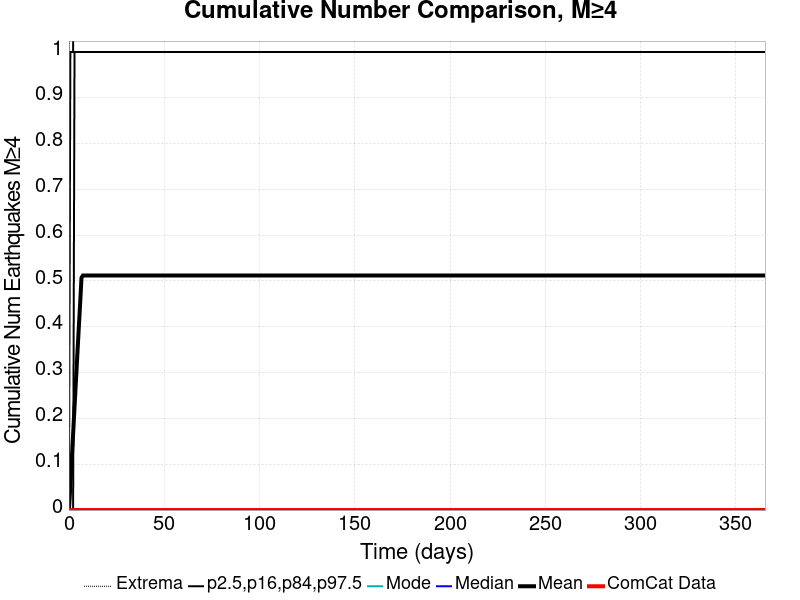 Cumulative Number Comparison, M≥4
Cumulative Num Earthquakes M≥4
1
0.9
0.8
0.7
0.6
0.5
0.4
0.3
0.2
0.1
0
0 50 100 150 200 250 300 350
Time (days)
Extrema p2.5,p16,p84,p97.5 Mode Median Mean ComCat Data